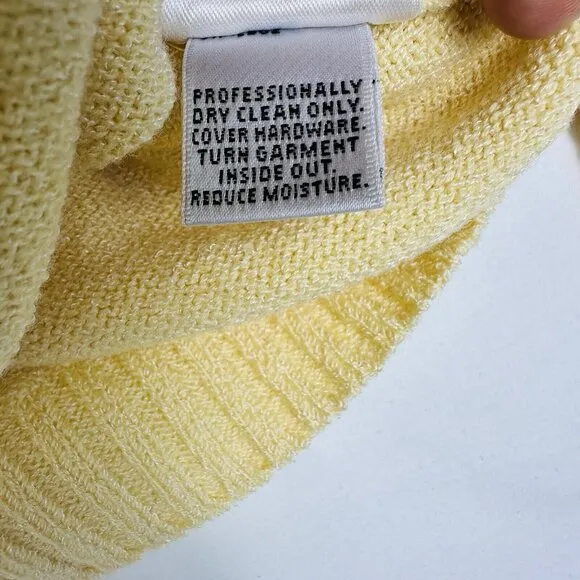 PROFESSIONALLY
DRY CLEAN ONLY.
COVER HARDWARE.
TURN GARMENT
INSIDE OUT.
REDUCE MOISTURE.